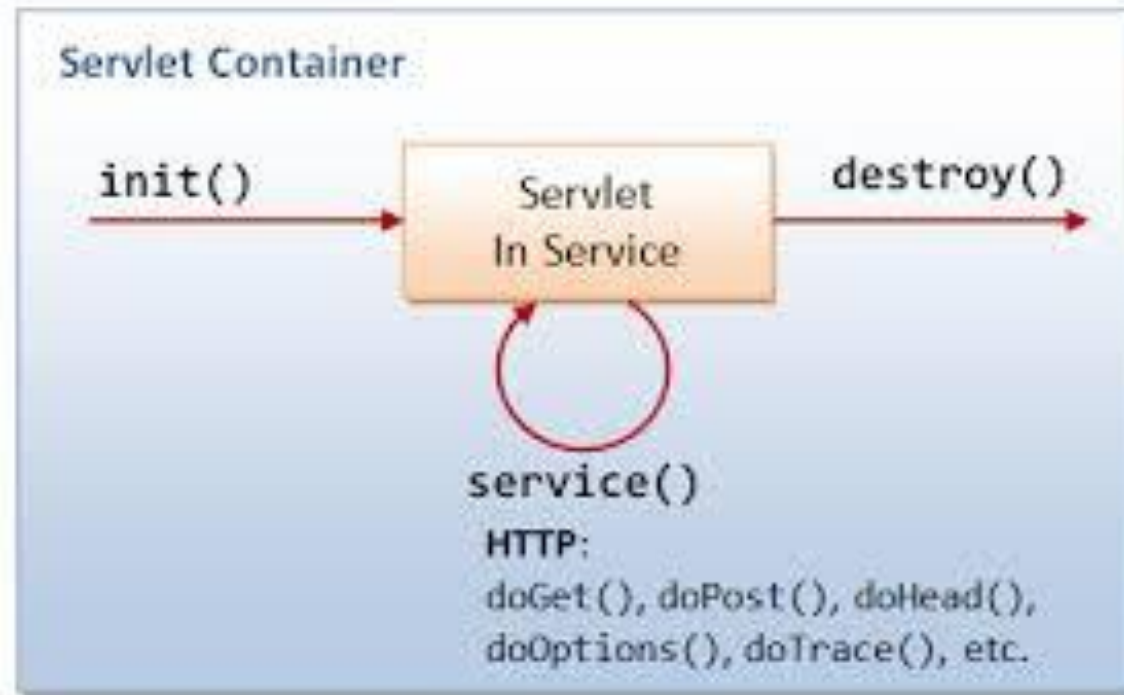 Servlet Container
init()
Servlet
In Service
destroy()
service()
HTTP:
doGet(), doPost(), doHead(),
doOptions(), doTrace(), etc.